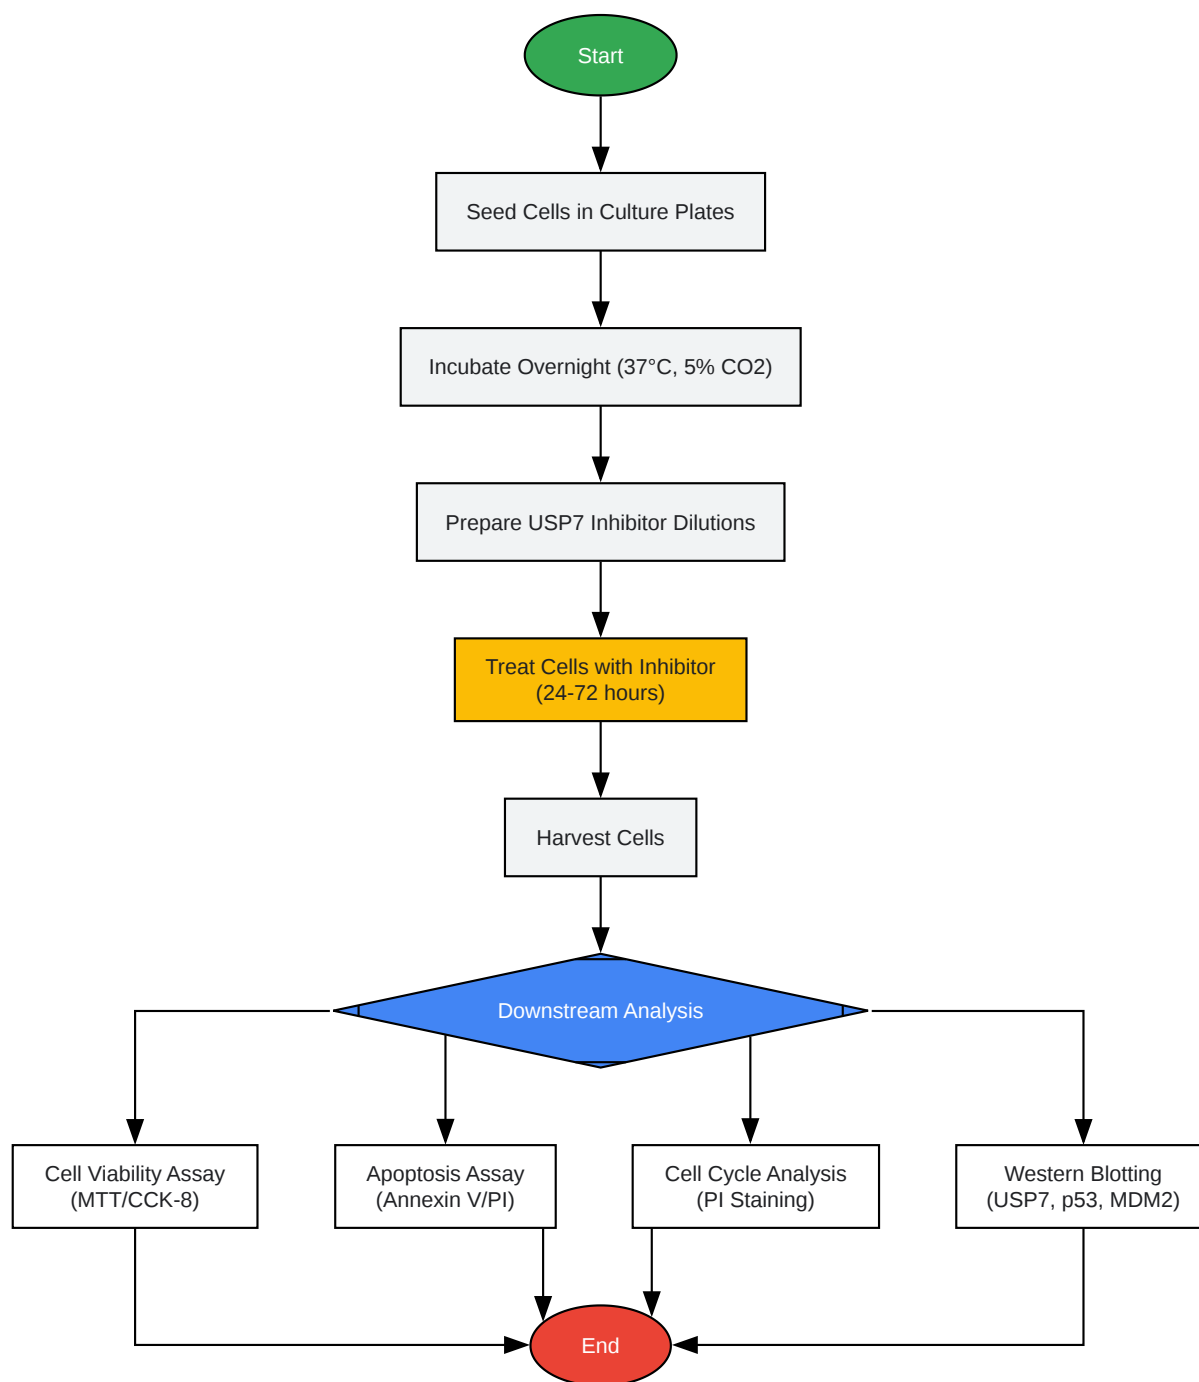 Start
Seed Cells in Culture Plates
Incubate Overnight (37°C, 5% CO2)
Prepare USP7 Inhibitor Dilutions
Treat Cells with Inhibitor
(24-72 hours)
Harvest Cells
Downstream Analysis
Cell Viability Assay
(MTT/CCK-8)
Apoptosis Assay
(Annexin V/PI)
Cell Cycle Analysis
(PI Staining)
Western Blotting
(USP7, p53, MDM2)
End